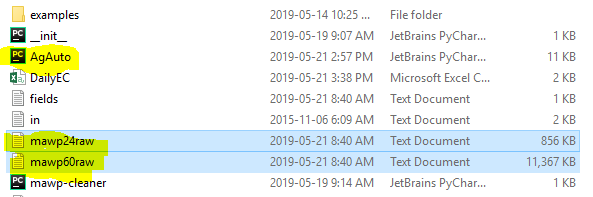 examples 2019-05-14 10:25 ... File folder
__init__ 2019-05-19 9:07 AM JetBrains PyChar... 1 KB
AgAuto 2019-05-21 2:57 PM JetBrains PyChar... 11 KB
DailyEC 2019-05-21 3:38 PM Microsoft Excel C... 2 KB
fields 2019-05-21 8:40 AM Text Document 1 KB
in 2015-11-06 6:09 AM Text Document 2 KB
mawp24raw 2019-05-21 8:40 AM Text Document 856 KB
mawp60raw 2019-05-21 8:40 AM Text Document 11,367 KB
mawp-cleaner 2019-05-19 9:14 AM JetBrains PyChar... 1 KB